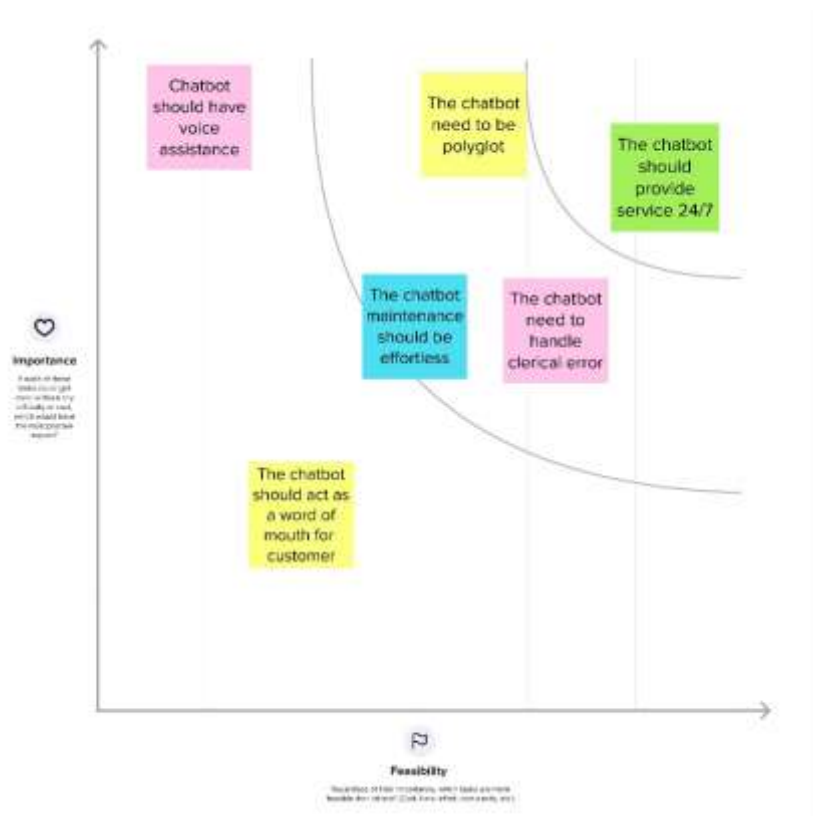 Chatbot
should have
voice
assistance
The chatbot
need to be
polyglot
The chatbot
should
provide
service 24/7
The chatbot
maintenance
should be
effortless
The chatbot
need to
handle
clerical error
Importance
The chatbot
should act as
a word of
mouth for
customer
Feasibility